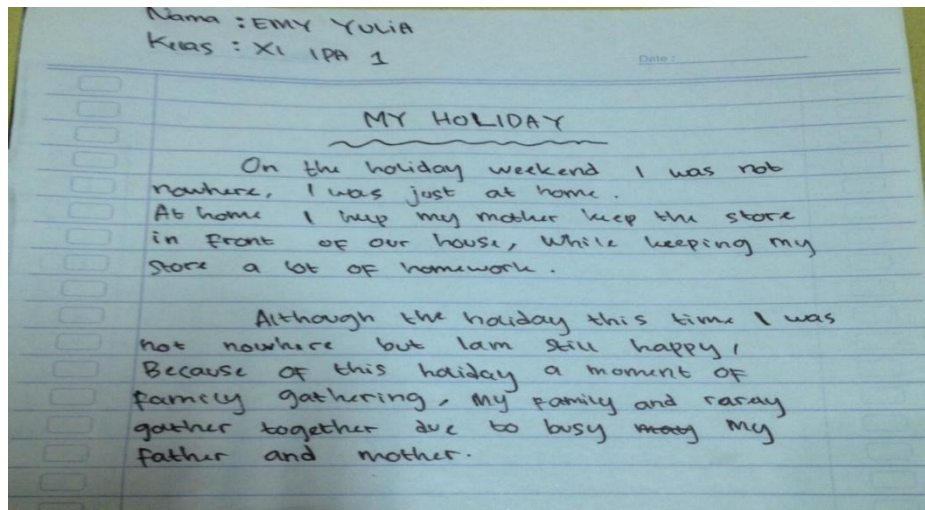 Nama : EMY YULIA
Kelas : XI IPA 1
Date :
MY HOLIDAY
On the holiday weekend I was not
nowhere, I was just at home.
At home I help my mother keep the store
in front of our house, while keeping my
store a lot of homework.
Although the holiday this time I was
not nowhere but Iam still happy,
Because of this holiday a moment of
family gathering, my family and raray
gather together due to busy my
father and mother.